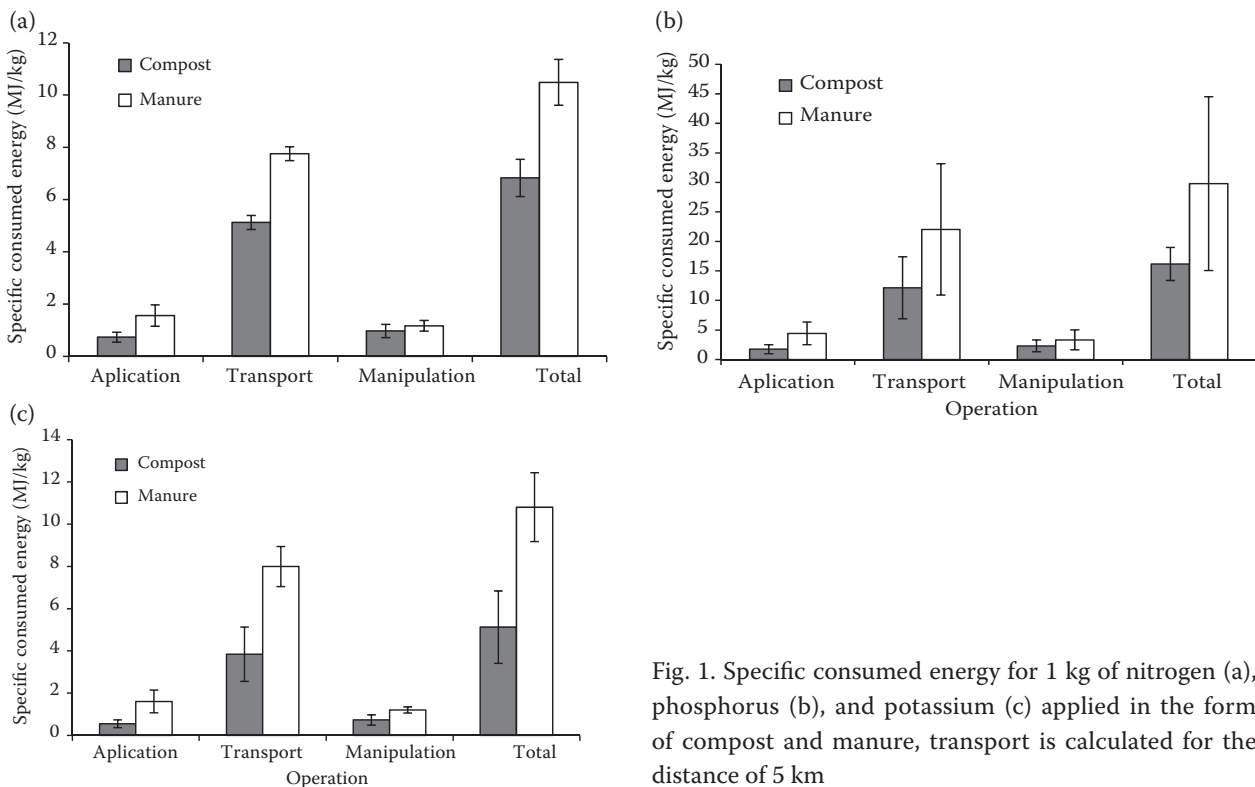 (a)
Specific consumed energy (MJ/kg)
12
10
8
6
4
2
0
Compost
Manure
Aplication Transport Manipulation Total
(b)
Specific consumed energy (MJ/kg)
50
45
40
35
30
25
20
15
10
5
0
Compost
Manure
Aplication Transport Manipulation Total
Operation
(c)
Specific consumed energy (MJ/kg)
14
12
10
8
6
4
2
0
Compost
Manure
Aplication Transport Manipulation Total
Operation
Fig. 1. Specific consumed energy for 1 kg of nitrogen (a),
phosphorus (b), and potassium (c) applied in the form
of compost and manure, transport is calculated for the
distance of 5 km